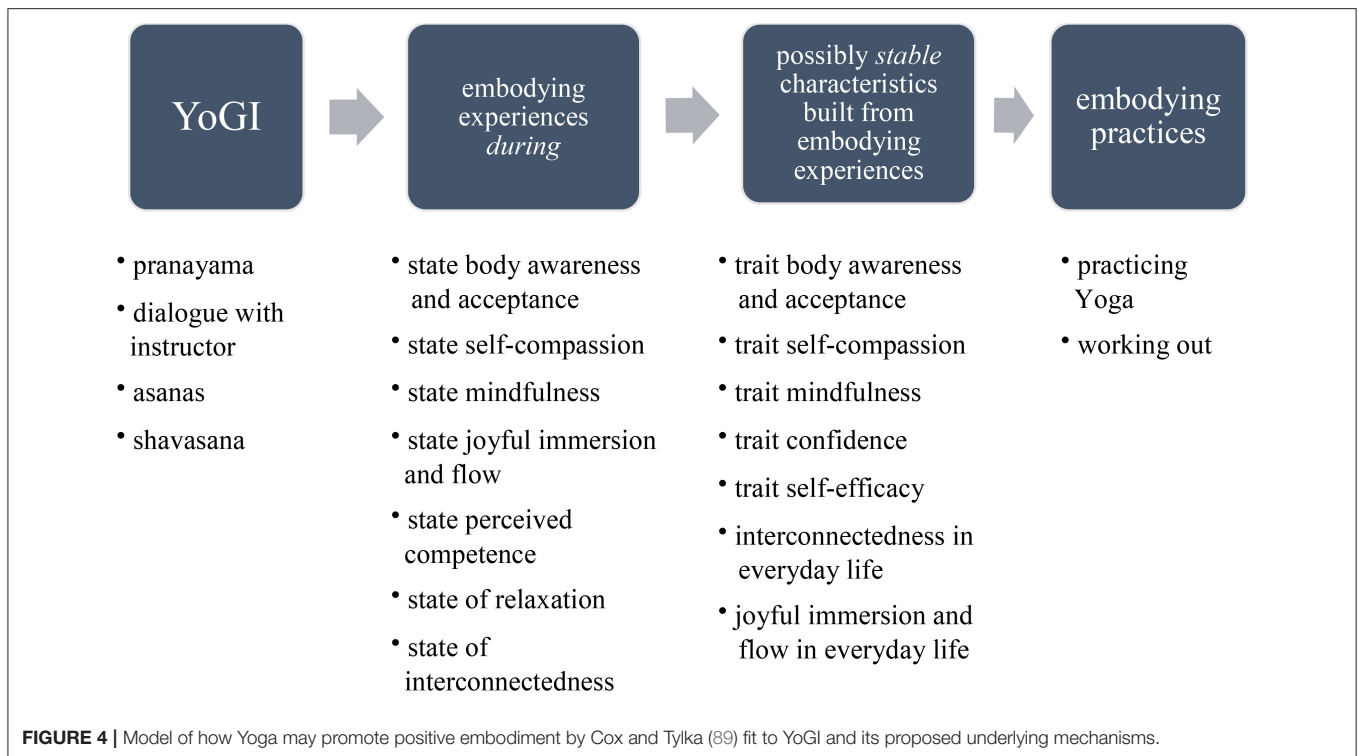 YoGI
embodying
experiences
during
possibly stable
characteristics
built from
embodying
experiences
embodying
practices
• pranayama
• dialogue with
instructor
• asanas
• shavasana
• state body awareness
and acceptance
• state self-compassion
• state mindfulness
• state joyful immersion
and flow
• state perceived
competence
• state of relaxation
• state of
interconnectedness
• trait body awareness
and acceptance
• trait self-compassion
• trait mindfulness
• trait confidence
• trait self-efficacy
• interconnectedness in
everyday life
• joyful immersion and
flow in everyday life
• practicing
Yoga
• working out
FIGURE 4 | Model of how Yoga may promote positive embodiment by Cox and Tylka (89) fit to YoGI and its proposed underlying mechanisms.